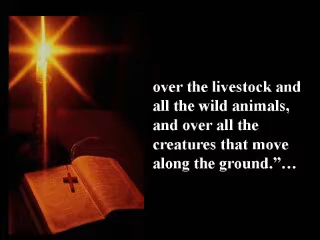 over the livestock and
all the wild animals,
and over all the
creatures that move
along the ground.”…